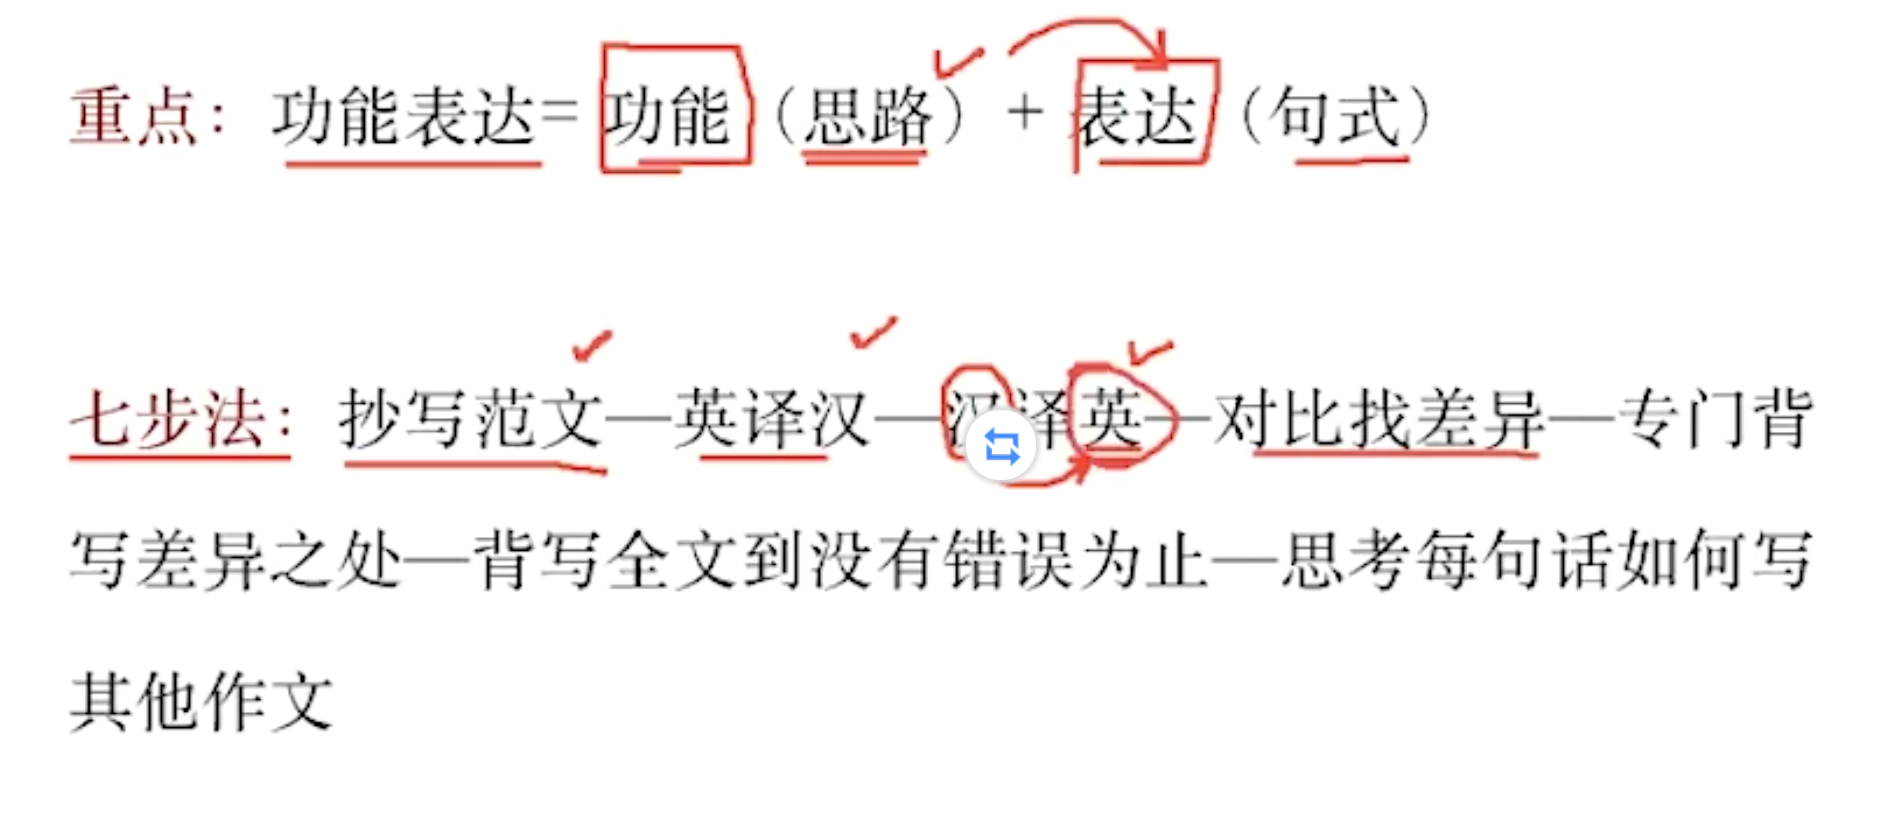 重点：功能表达=功能（思路）+表达（句式）
七步法：抄写范文—英译汉—汉译英—对比找差异—专门背
写差异之处—背写全文到没有错误为止—思考每句话如何写
其他作文